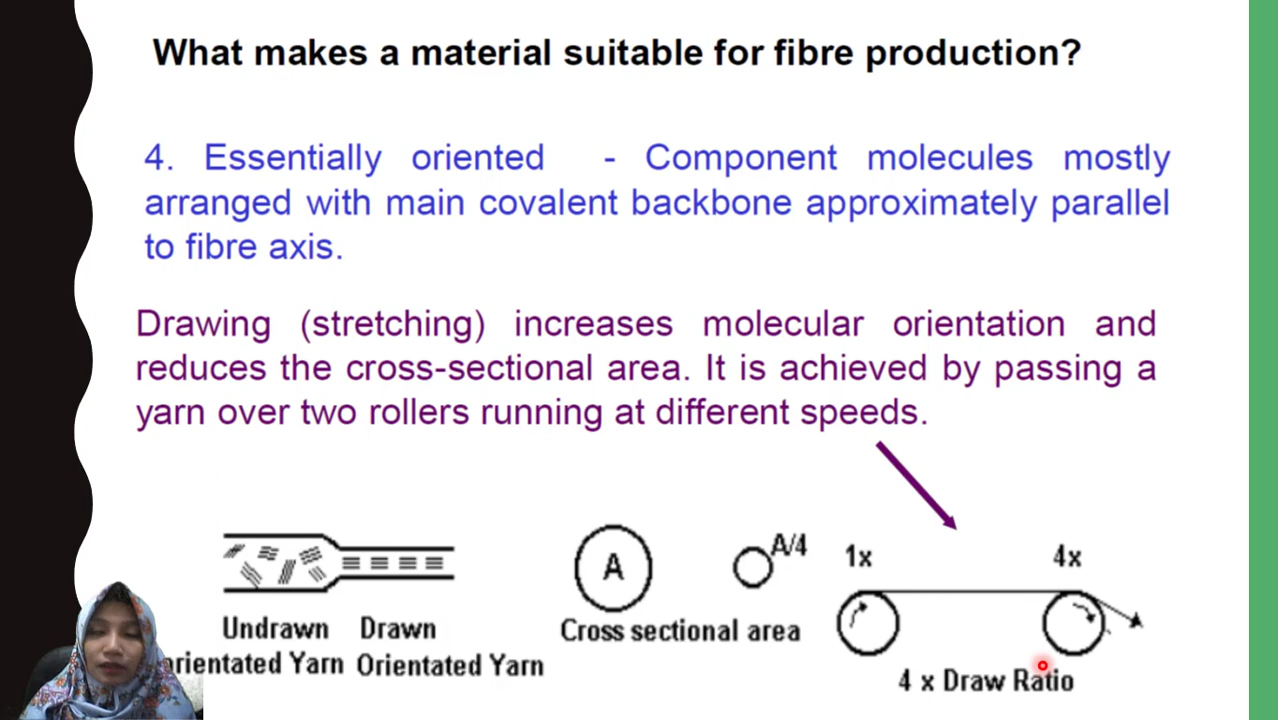 What makes a material suitable for fibre production?
4. Essentially oriented - Component molecules mostly
arranged with main covalent backbone approximately parallel
to fibre axis.
Drawing (stretching) increases molecular orientation and
reduces the cross-sectional area. It is achieved by passing a
yarn over two rollers running at different speeds.
A
A/4
1x
4x
Undrawn Drawn
Cross sectional area
Yarn Orientated Yarn
4 x Draw Ratio